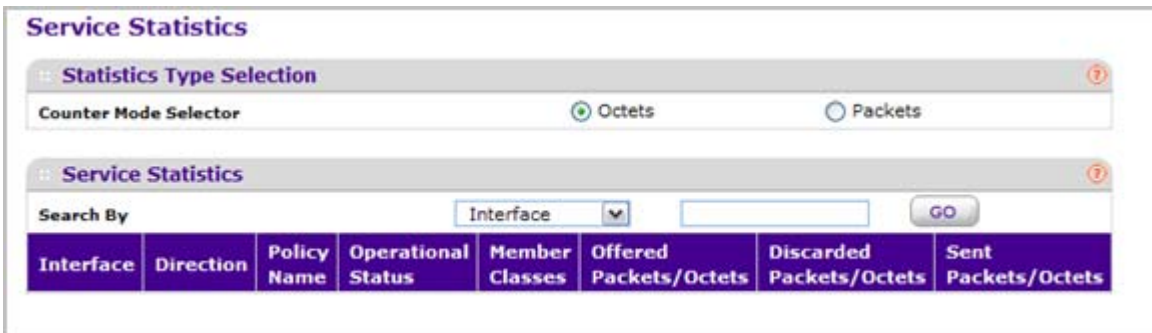 Service Statistics
Statistics Type Selection
Counter Mode Selector Octets Packets
Service Statistics
Search By Interface GO
Interface Direction Policy Name Operational Status Member Classes Offered Packets/Octets Discarded Packets/Octets Sent Packets/Octets